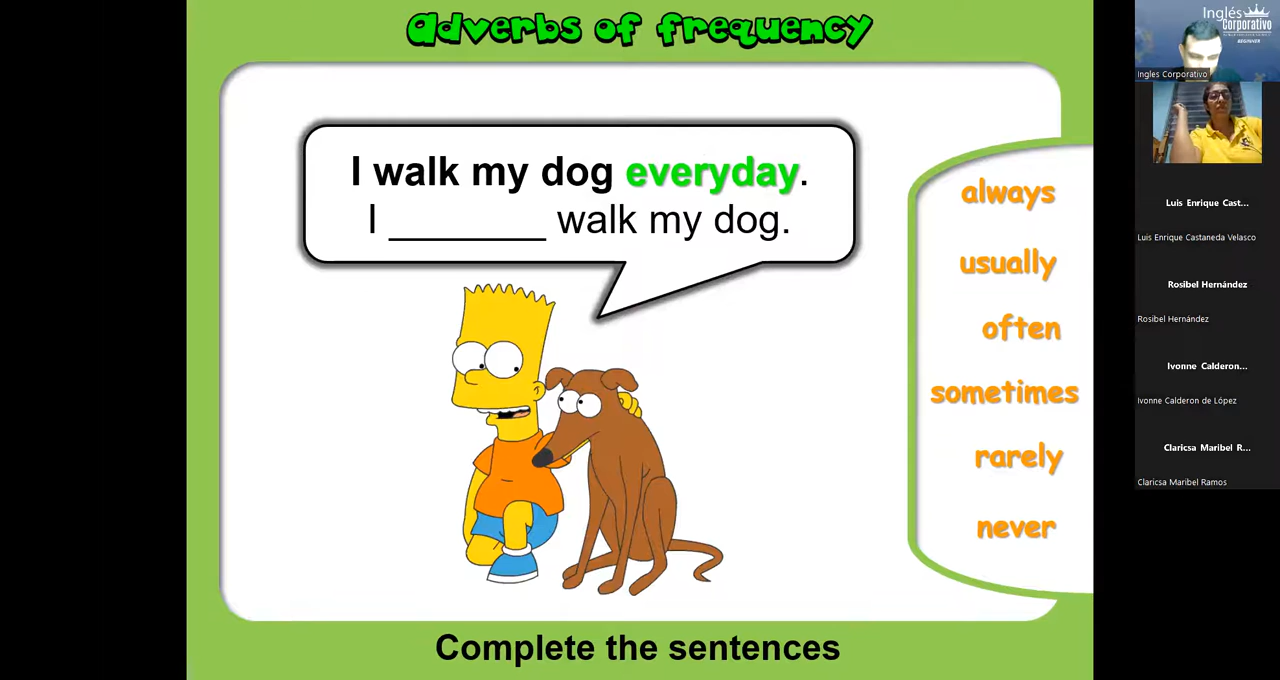 Adverbs of frequency
I walk my dog everyday.
I _______ walk my dog.
always
usually
often
sometimes
rarely
never
Complete the sentences
Inglés
Corporativo
BEGINNER
Ingles Corporativo
Luis Enrique Cast...
Luis Enrique Castaneda Velasco
Rosibel Hernández
Rosibel Hernández
Ivonne Calderon...
Ivonne Calderon de López
Claricsa Maribel R...
Claricsa Maribel Ramos